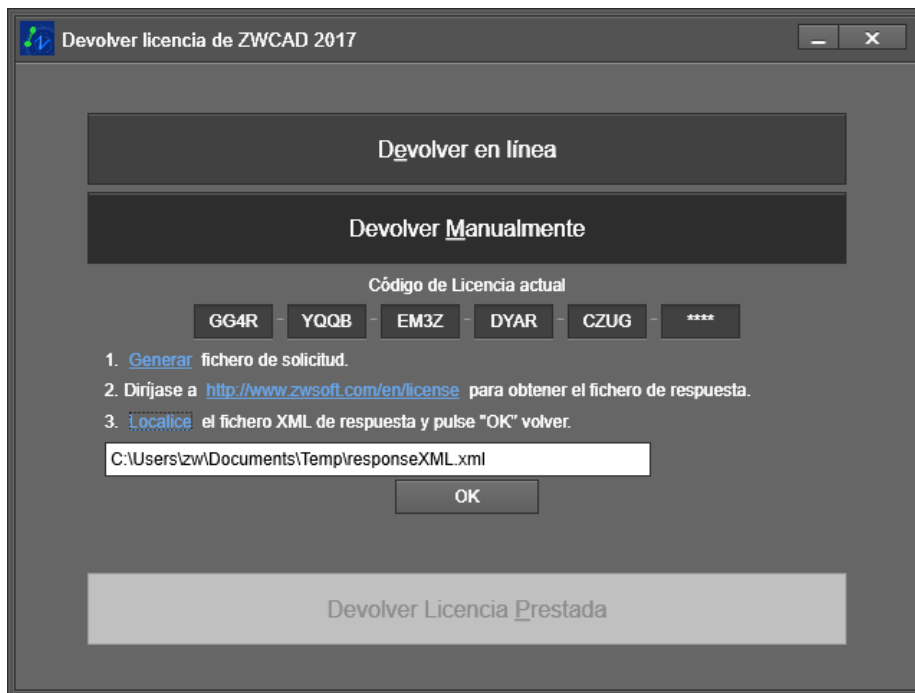 Devolver licencia de ZWCAD 2017
Devolver en línea
Devolver Manualmente
Código de Licencia actual
GG4R - YQQB - EM3Z - DYAR - CZUG - ****
1. Generar fichero de solicitud.
2. Diríjase a http://www.zwsoft.com/en/license para obtener el fichero de respuesta.
3. Localice el fichero XML de respuesta y pulse "OK" volver.
C:\Users\zw\Documents\Temp\responseXML.xml
OK
Devolver Licencia Prestada